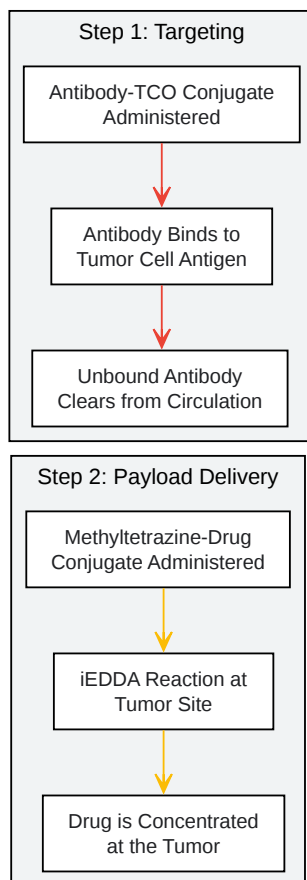 Step 1: Targeting
Antibody-TCO Conjugate
Administered
Antibody Binds to
Tumor Cell Antigen
Unbound Antibody
Clears from Circulation
Step 2: Payload Delivery
Methyltetrazine-Drug
Conjugate Administered
iEDDA Reaction at
Tumor Site
Drug is Concentrated
at the Tumor